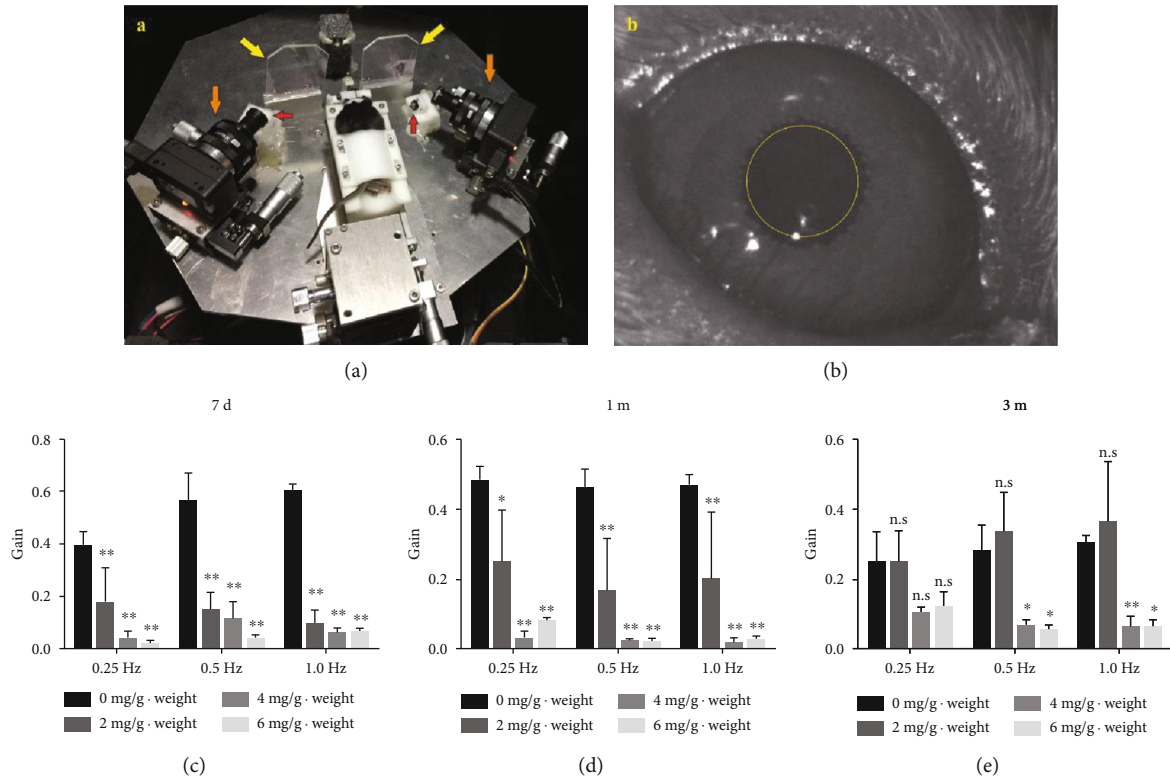 a
b
(a)
(b)
7 d
0.8
0.6
0.4
0.2
0.0
Gain
** ** **
** ** **
** ** **
0.25 Hz 0.5 Hz 1.0 Hz
0 mg/g · weight 4 mg/g · weight
2 mg/g · weight 6 mg/g · weight
(c)
1 m
0.6
0.4
0.2
0.0
Gain
* ** **
** ** **
** ** **
0.25 Hz 0.5 Hz 1.0 Hz
0 mg/g · weight 4 mg/g · weight
2 mg/g · weight 6 mg/g · weight
(d)
3 m
0.6
0.4
0.2
0.0
Gain
n.s n.s n.s
n.s * *
n.s ** *
0.25 Hz 0.5 Hz 1.0 Hz
0 mg/g · weight 4 mg/g · weight
2 mg/g · weight 6 mg/g · weight
(e)